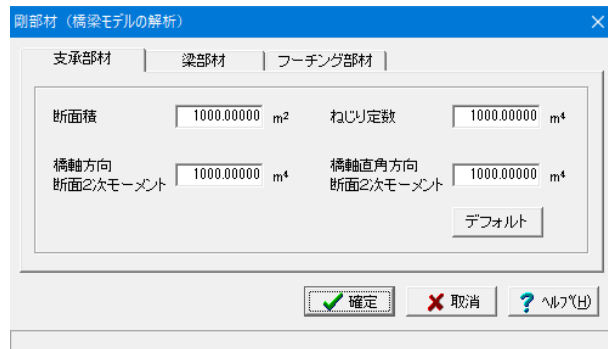 剛部材（橋梁モデルの解析）
支承部材 梁部材 フーチング部材
断面積 1000.00000 m² ねじり定数 1000.00000 m⁴
橋軸方向 橋軸直角方向
断面2次モーメント 1000.00000 m⁴ 断面2次モーメント 1000.00000 m⁴
デフォルト
確定 取消 ? ﾍﾙﾌﾟ(H)